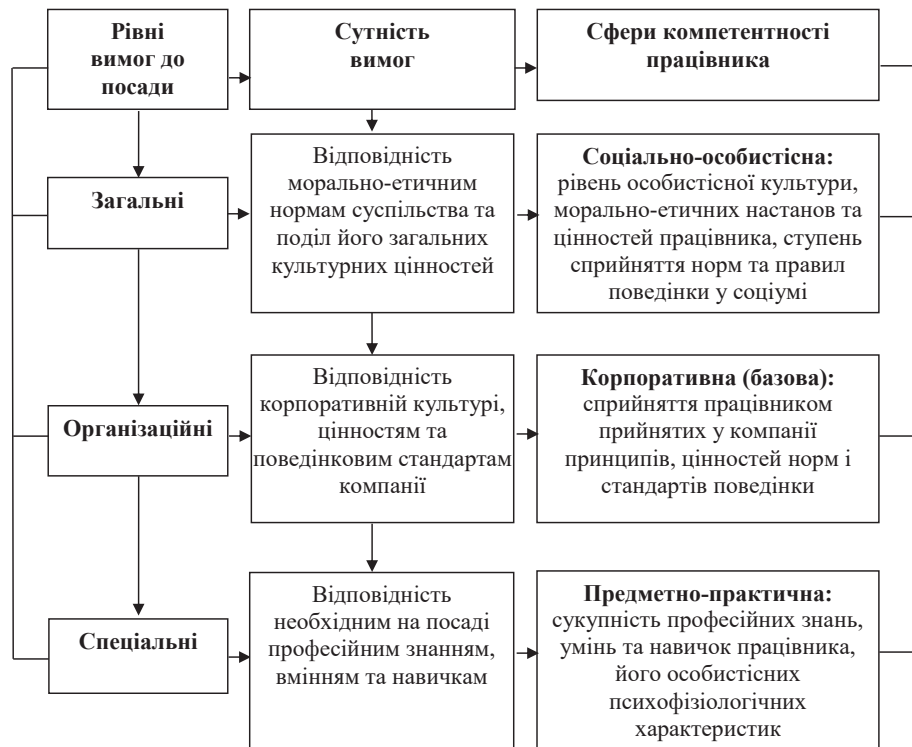 Рівні
вимог до
посади
Сутність
вимог
Сфери компетентності
працівника
Загальні
Відповідність
морально-етичним
нормам суспільства та
поділ його загальних
культурних цінностей
Соціально-особистісна:
рівень особистісної культури,
морально-етичних настанов та
цінностей працівника, ступень
сприйняття норм та правил
поведінки у соціумі
Організаційні
Відповідність
корпоративній культурі,
цінностям та
поведінковим стандартам
компанії
Корпоративна (базова):
сприйняття працівником
прийнятих у компанії
принципів, цінностей норм і
стандартів поведінки
Спеціальні
Відповідність
необхідним на посаді
професійним знанням,
вмінням та навичкам
Предметно-практична:
сукупність професійних знань,
умінь та навичок працівника,
його особистісних
психофізіологічних
характеристик